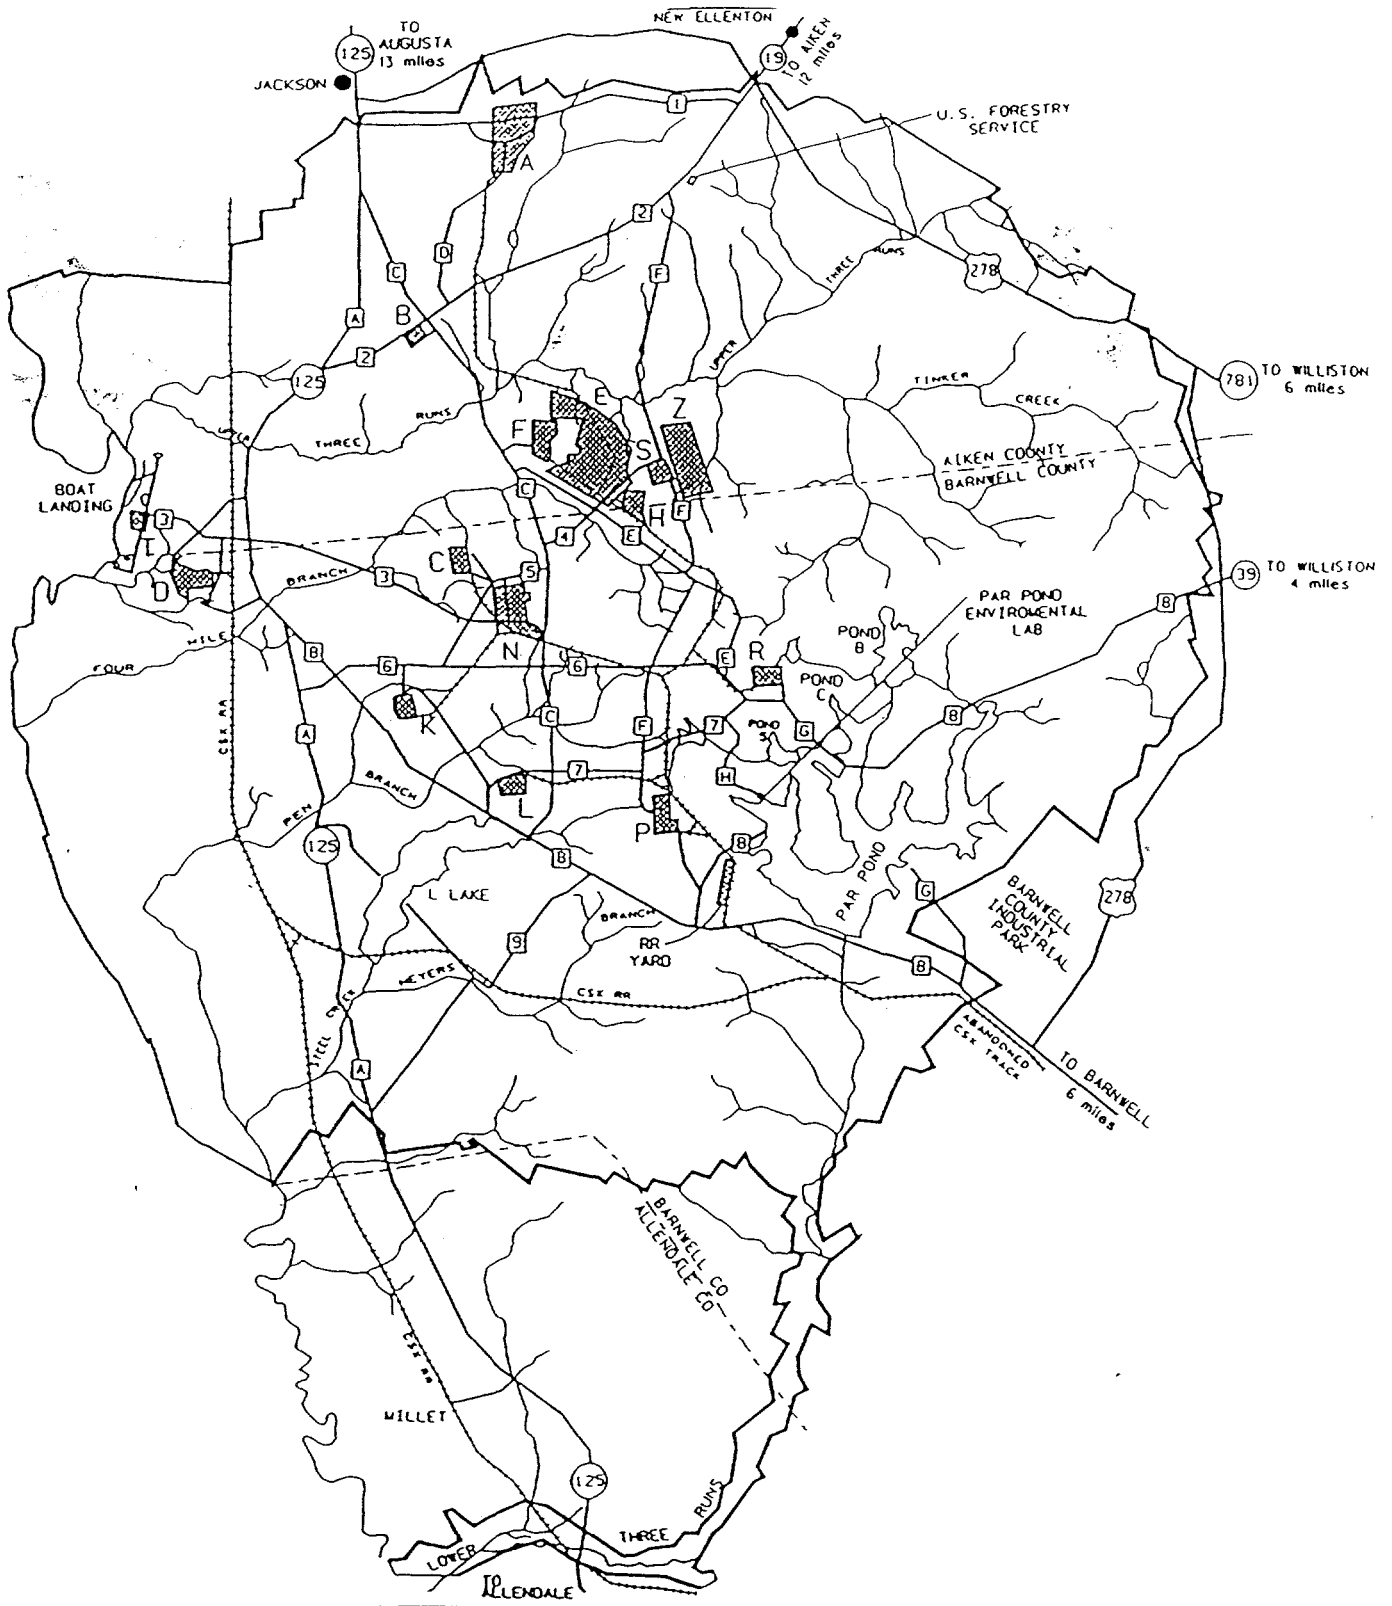 NEW ELLENTON
TO
AUGUSTA
13 miles
125
JACKSON
19
TO AIKEN
12 miles
1
U.S. FORESTRY
SERVICE
A
2
D
C
F
THREE RUNS
278
A
B
2
UPPER
125
781
TO WILLISTON
6 miles
TINKER
CREEK
E
Z
F
S
UPPER
THREE
RUNS
AIKEN COUNTY
BARNWELL COUNTY
BOAT
LANDING
C
F
H
3
4
E
T
C
5
D
BRANCH
3
39
TO WILLISTON
4 miles
8
PAR POND
ENVIROMENTAL
LAB
POND
B
FOUR
MILE
B
6
N
6
E
R
POND
C
K
C
F
7
POND
S
G
8
CSX RR
A
7
H
BRANCH
PEN
L
P
125
B
8
L LAKE
PAR POND
G
BARNWELL
COUNTY
INDUSTRIAL
PARK
278
BRANCH
9
RR
YARD
B
MEYERS
CSX RR
STEEL CREEK
ABANDONED
CSX TRACK
TO BARNWELL
6 miles
A
BARNWELL CO
ALLENDALE CO
CSX RR
MILLET
125
THREE
RUNS
LOWER
ALLENDALE